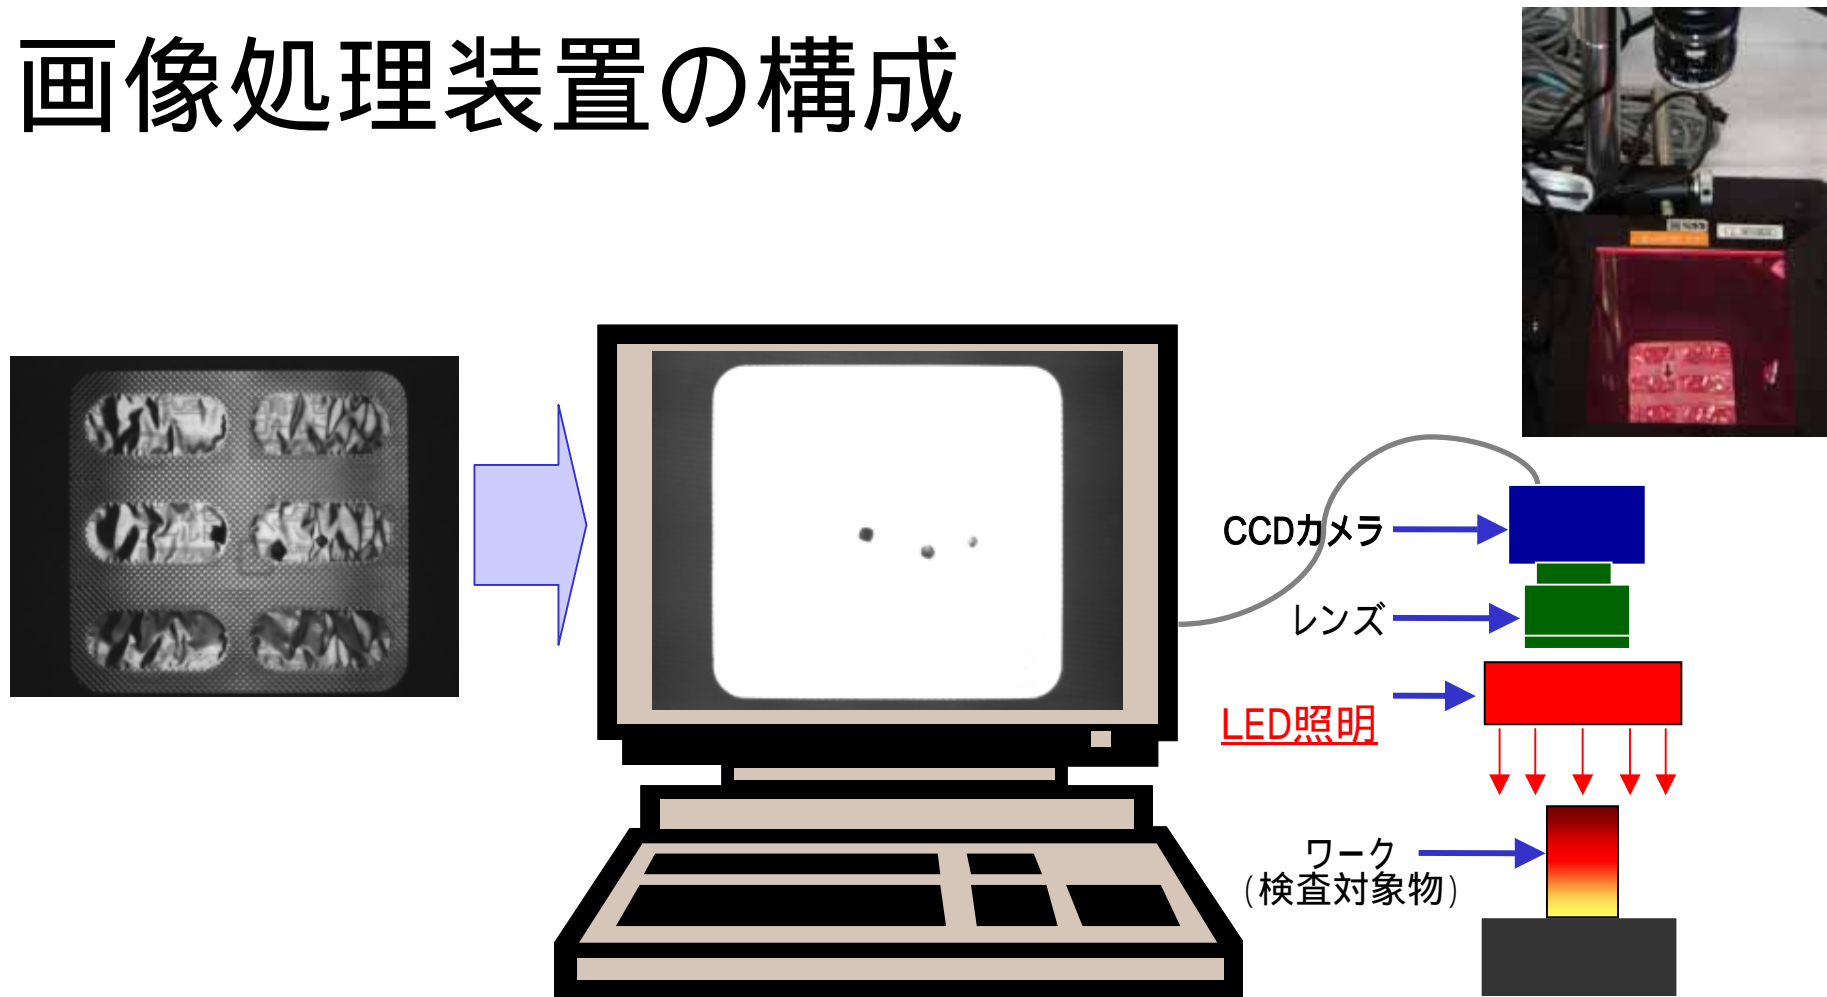 画像処理装置の構成
CCDカメラ
レンズ
LED照明
ワーク
(検査対象物)